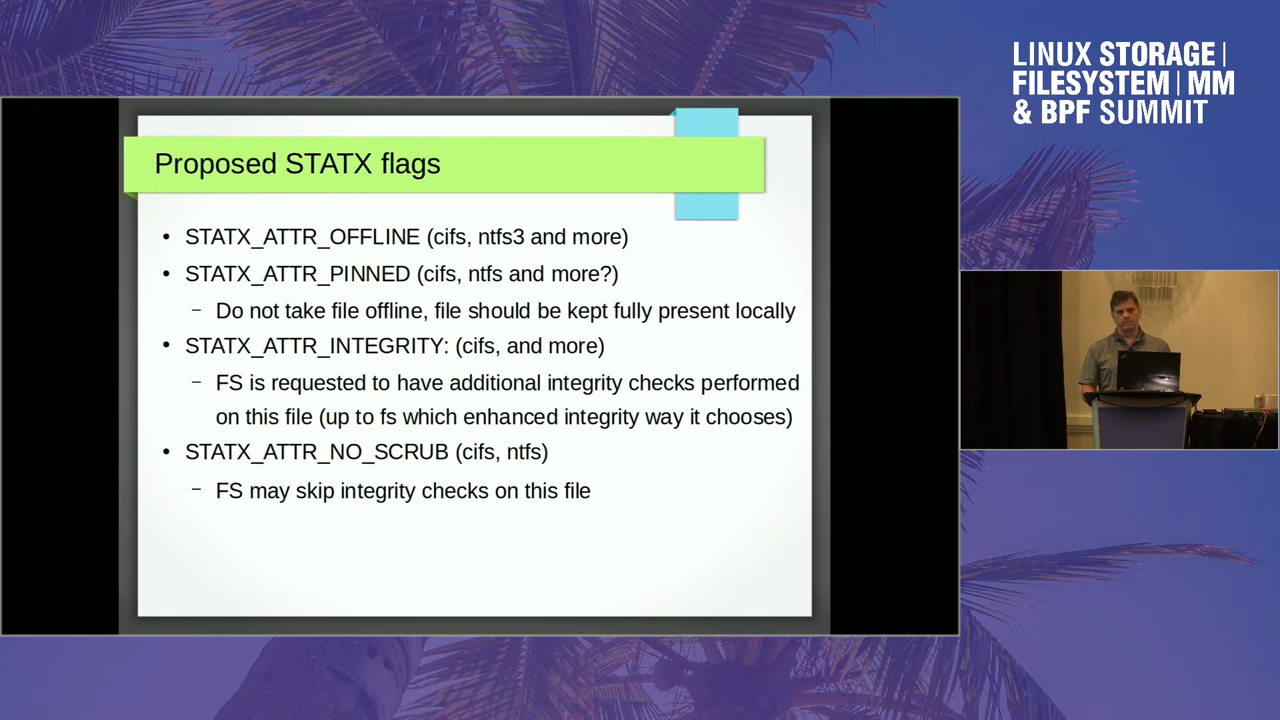 LINUX STORAGE |
FILESYSTEM | MM
& BPF SUMMIT
Proposed STATX flags
• STATX_ATTR_OFFLINE (cifs, ntfs3 and more)
• STATX_ATTR_PINNED (cifs, ntfs and more?)
– Do not take file offline, file should be kept fully present locally
• STATX_ATTR_INTEGRITY: (cifs, and more)
– FS is requested to have additional integrity checks performed
on this file (up to fs which enhanced integrity way it chooses)
• STATX_ATTR_NO_SCRUB (cifs, ntfs)
– FS may skip integrity checks on this file